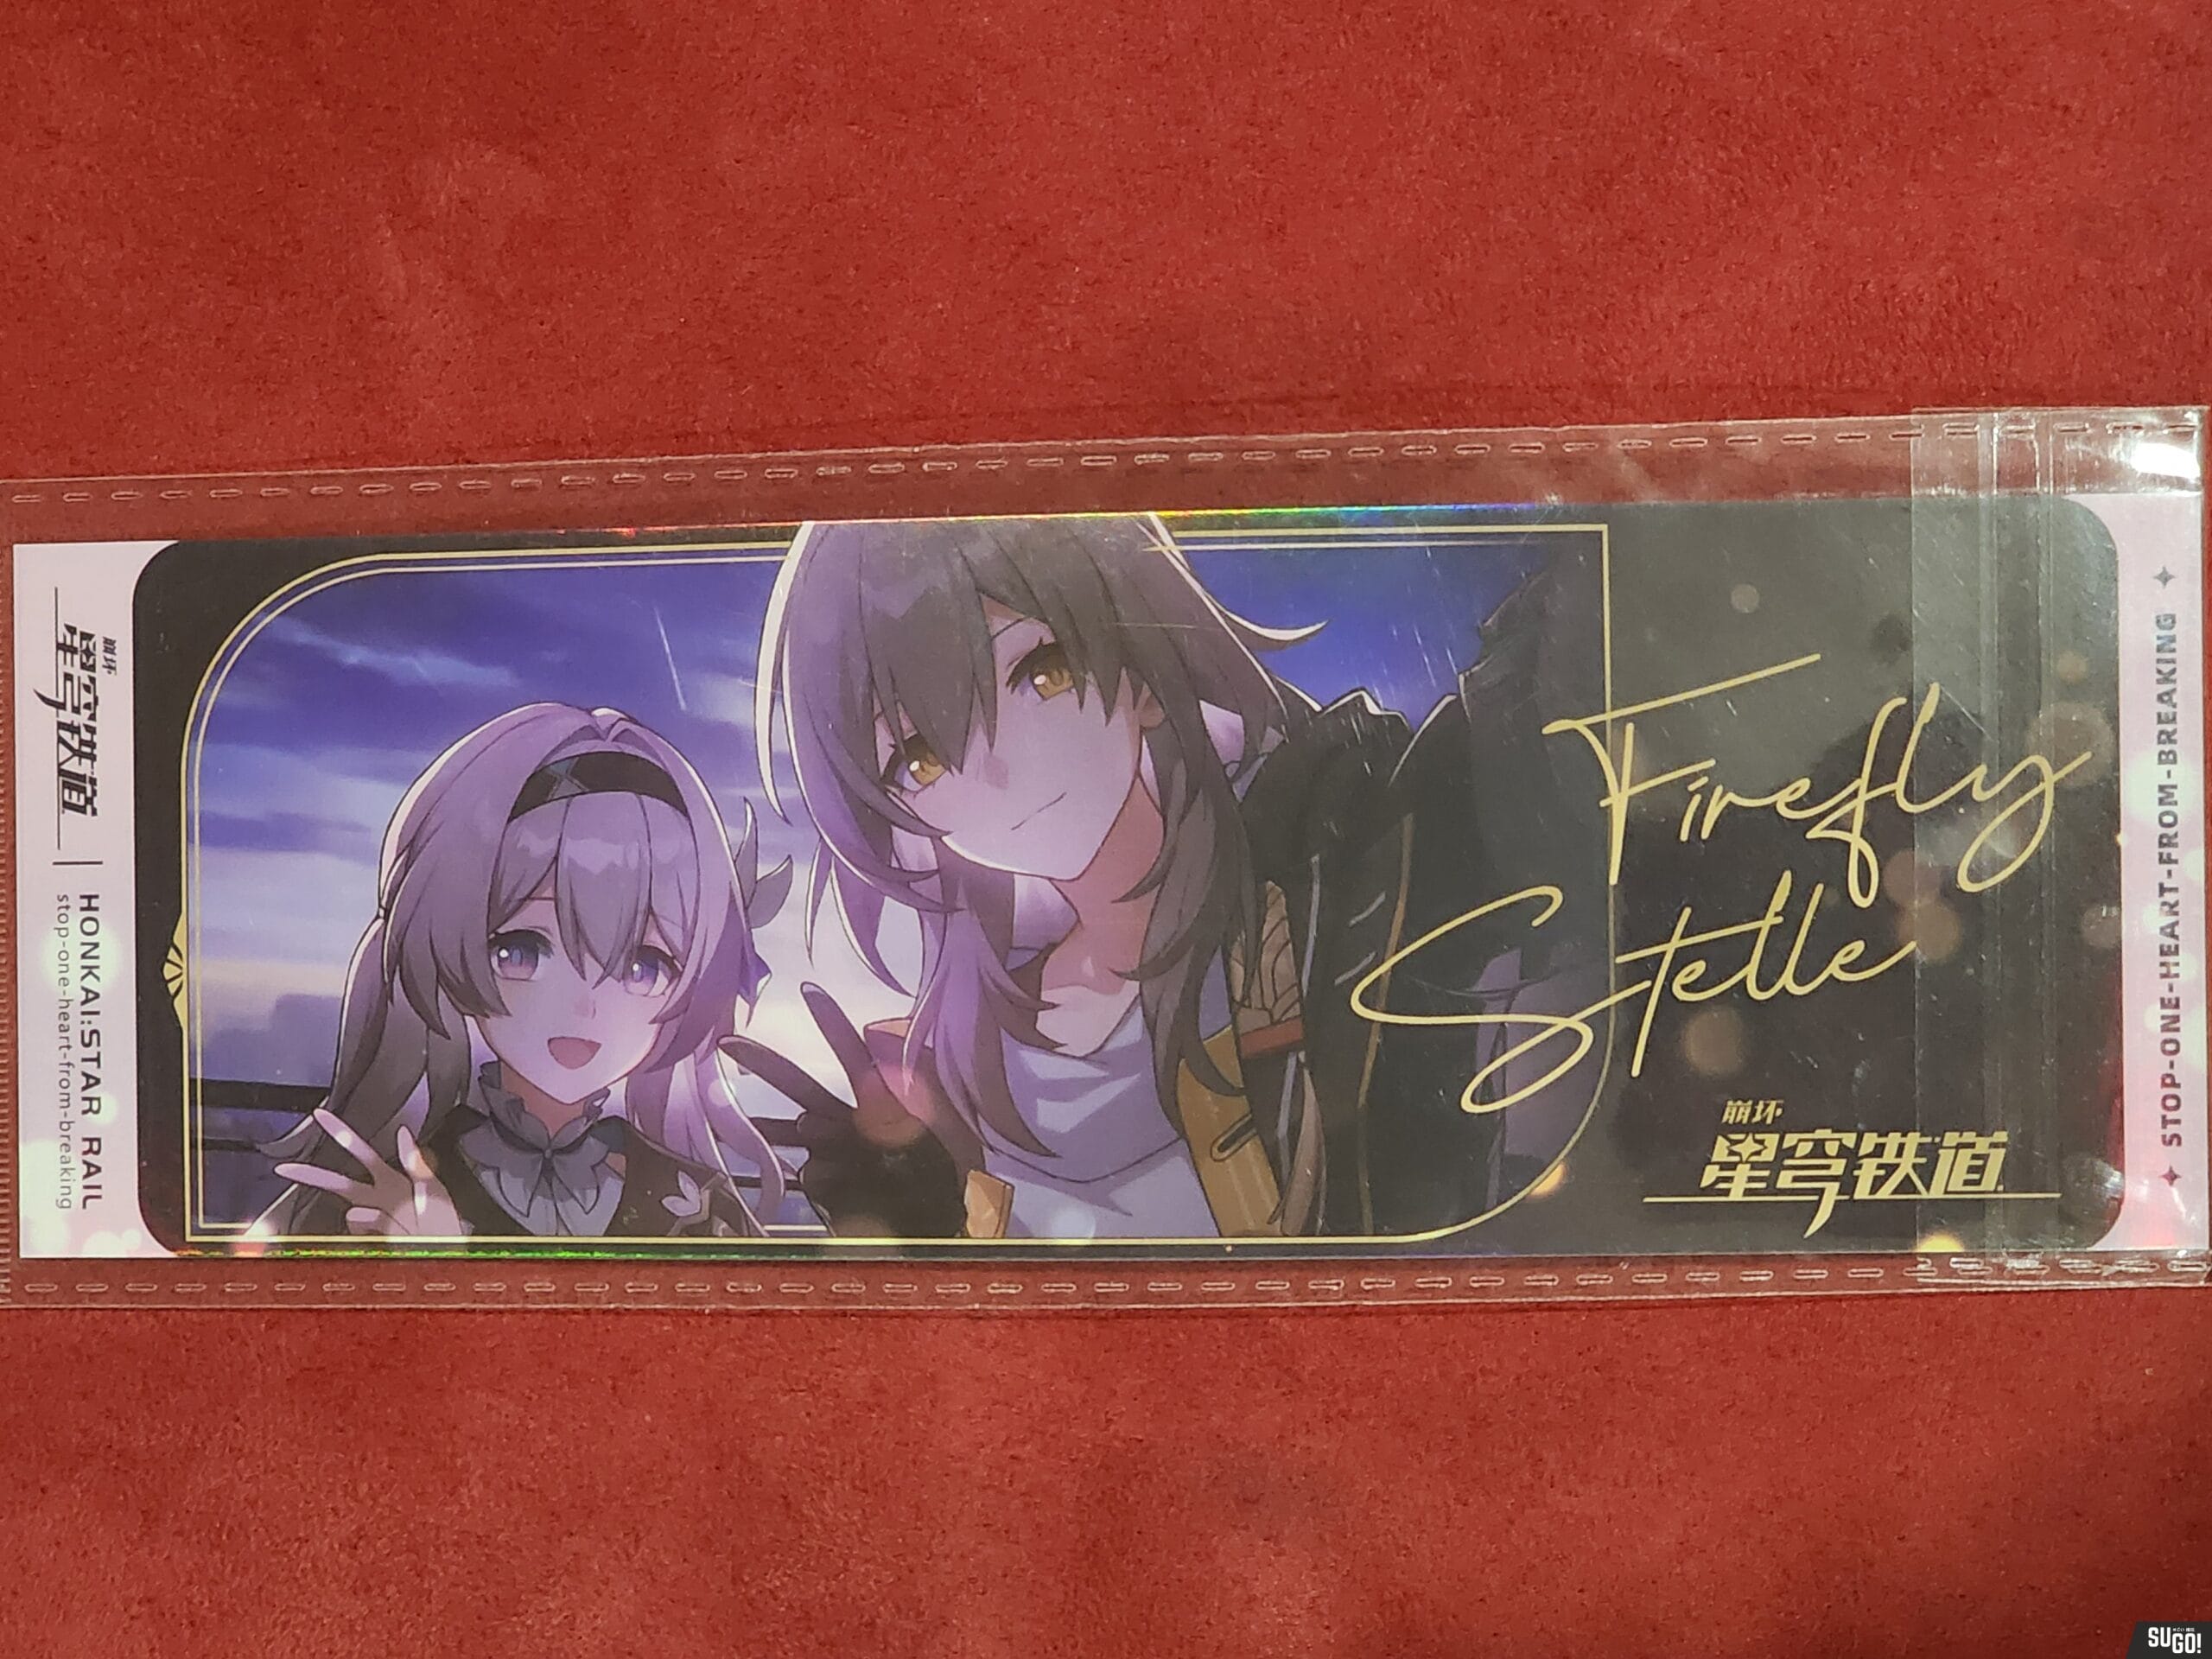 崩坏
星穹铁道
HONKAI:STAR RAIL
stop-one-heart-from-breaking
Firefly
Stelle
崩坏
星穹铁道
STOP-ONE-HEART-FROM-BREAKING
SUGO!